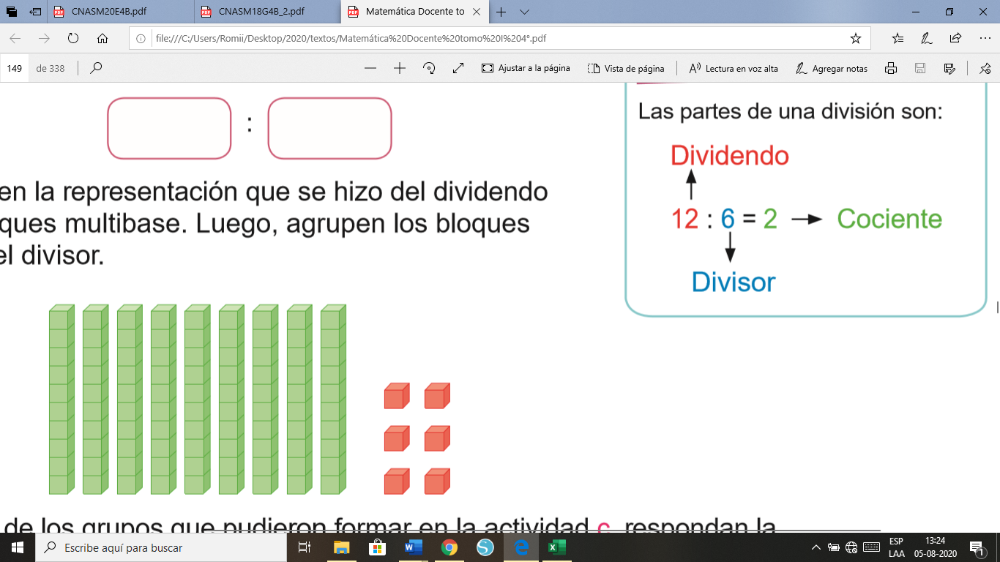 CNASM20E4B.pdf
CNASM18G4B_2.pdf
Matemática Docente to
file:///C:/Users/Romii/Desktop/2020/textos/Matemática%20Docente%20tomo%20I%204°.pdf
149 de 338
Ajustar a la página
Vista de página
Lectura en voz alta
Agregar notas
:
en la representación que se hizo del dividendo
ques multibase. Luego, agrupen los bloques
el divisor.
Las partes de una división son:
Dividendo
12 : 6 = 2 → Cociente
Divisor
de los grupos que pudieron formar en la actividad c, respondan la
Escribe aquí para buscar
ESP
LAA
13:24
05-08-2020
1